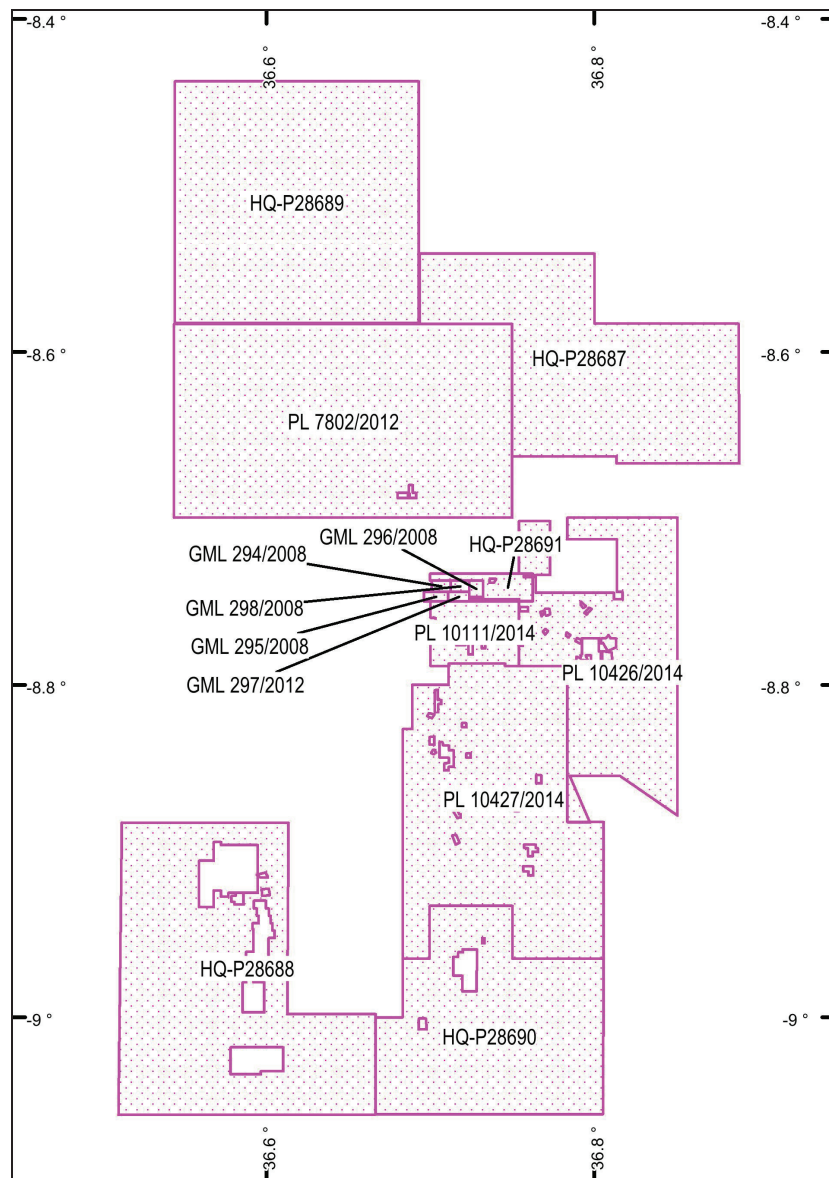 -8.4 °
-8.4 °
36.6 °
36.8 °
HQ-P28689
-8.6 °
-8.6 °
HQ-P28687
PL 7802/2012
GML 296/2008
HQ-P28691
GML 294/2008
GML 298/2008
PL 10111/2014
GML 295/2008
PL 10426/2014
GML 297/2012
-8.8 °
-8.8 °
PL 10427/2014
HQ-P28688
-9 °
-9 °
HQ-P28690
36.6 °
36.8 °